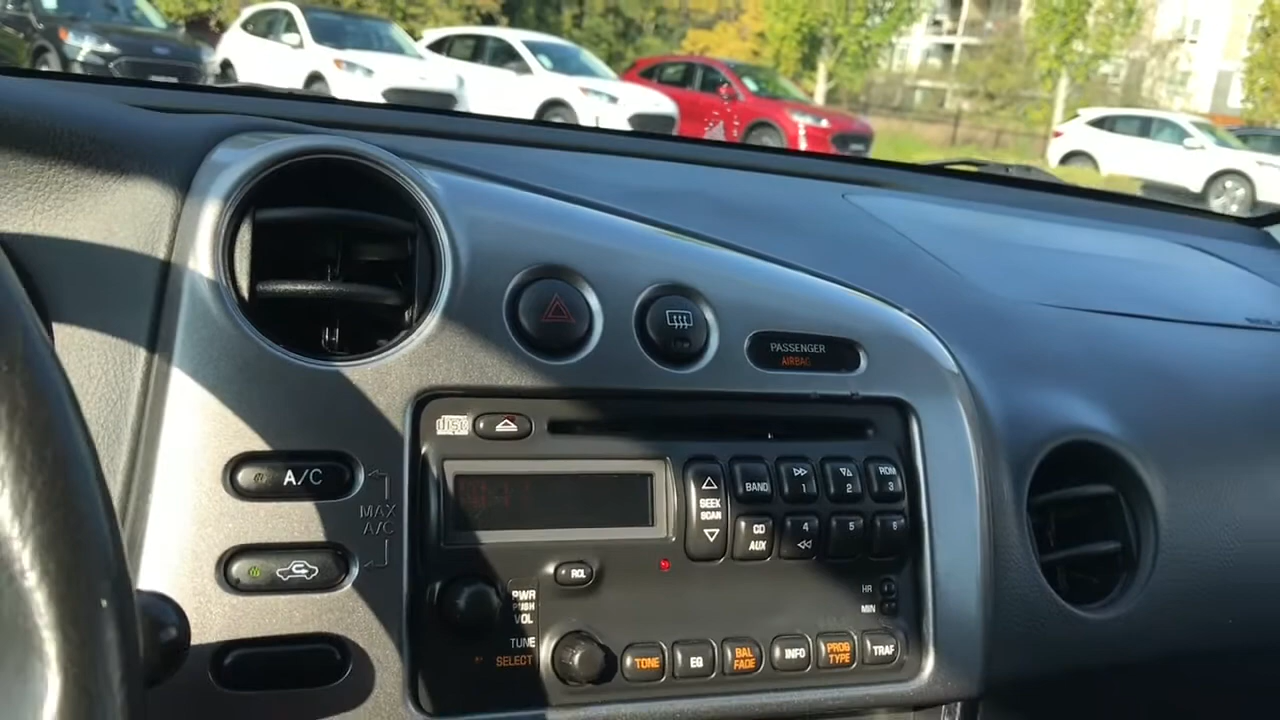 PASSENGER
AIRBAG
disc
A/C
MAX
A/C
SEEK
SCAN
BAND
1
2
RDM
3
CD
AUX
4
5
6
RCL
PWR
PUSH
VOL
HR
MIN
TUNE
SELECT
TONE
EQ
BAL
FADE
INFO
PROG
TYPE
TRAF